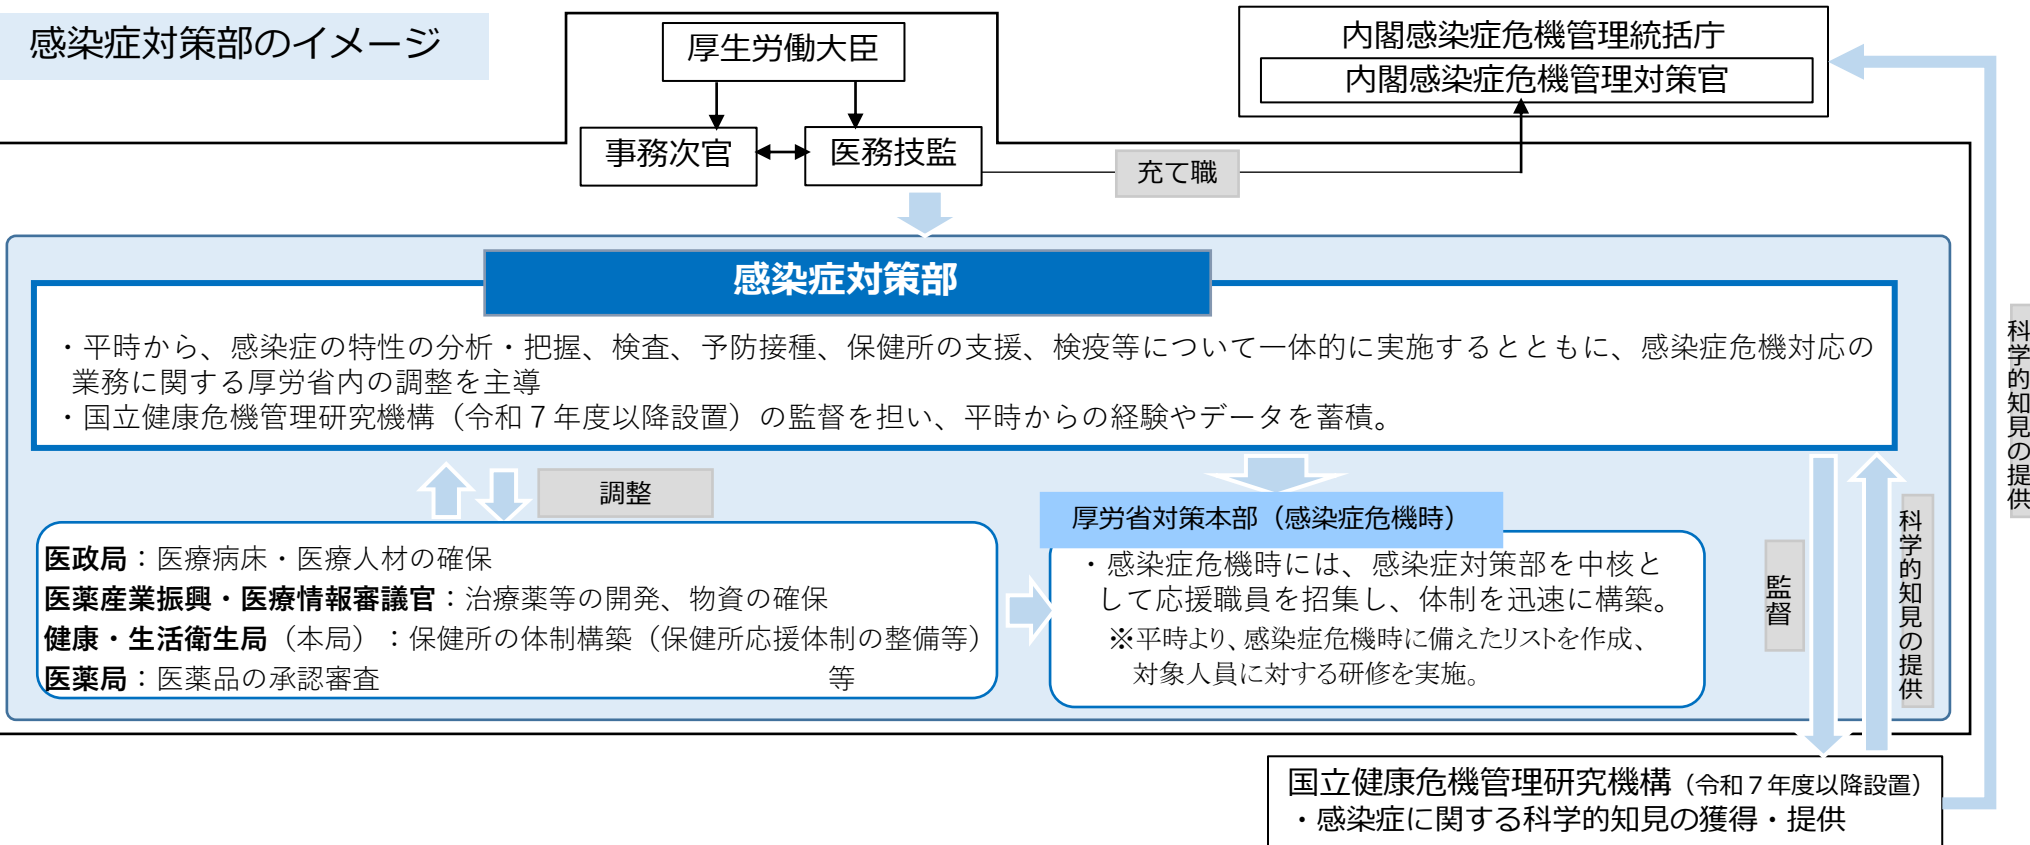 感染症対策部のイメージ
厚生労働大臣
事務次官
医務技監
内閣感染症危機管理統括庁
内閣感染症危機管理対策官
充て職
感染症対策部
・平時から、感染症の特性の分析・把握、検査、予防接種、保健所の支援、検疫等について一体的に実施するとともに、感染症危機対応の
業務に関する厚労省内の調整を主導
・国立健康危機管理研究機構（令和７年度以降設置）の監督を担い、平時からの経験やデータを蓄積。
調整
医政局：医療病床・医療人材の確保
医薬産業振興・医療情報審議官：治療薬等の開発、物資の確保
健康・生活衛生局（本局）：保健所の体制構築（保健所応援体制の整備等）
医薬局：医薬品の承認審査　等
厚労省対策本部（感染症危機時）
・感染症危機時には、感染症対策部を中核と
して応援職員を招集し、体制を迅速に構築。
※平時より、感染症危機時に備えたリストを作成、
対象人員に対する研修を実施。
監督
科学的知見の提供
科学的知見の提供
国立健康危機管理研究機構（令和７年度以降設置）
・感染症に関する科学的知見の獲得・提供